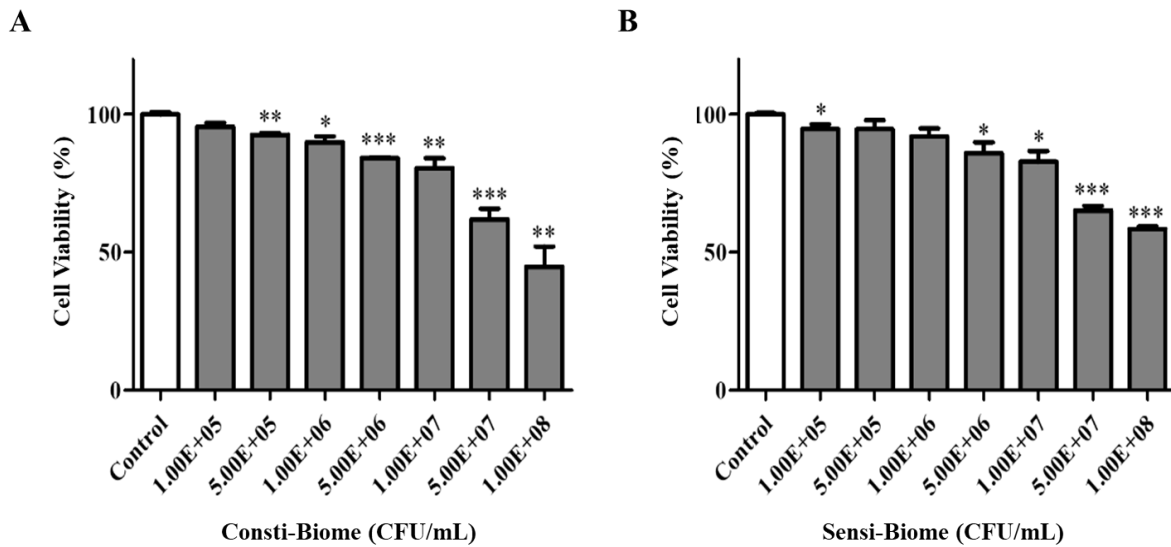 A
Cell Viability (%)
100
50
0
**
*
***
**
***
**
Control
1.00E+05
5.00E+05
1.00E+06
5.00E+06
1.00E+07
5.00E+07
1.00E+08
Consti-Biome (CFU/mL)
B
Cell Viability (%)
100
50
0
*
*
*
***
***
Control
1.00E+05
5.00E+05
1.00E+06
5.00E+06
1.00E+07
5.00E+07
1.00E+08
Sensi-Biome (CFU/mL)